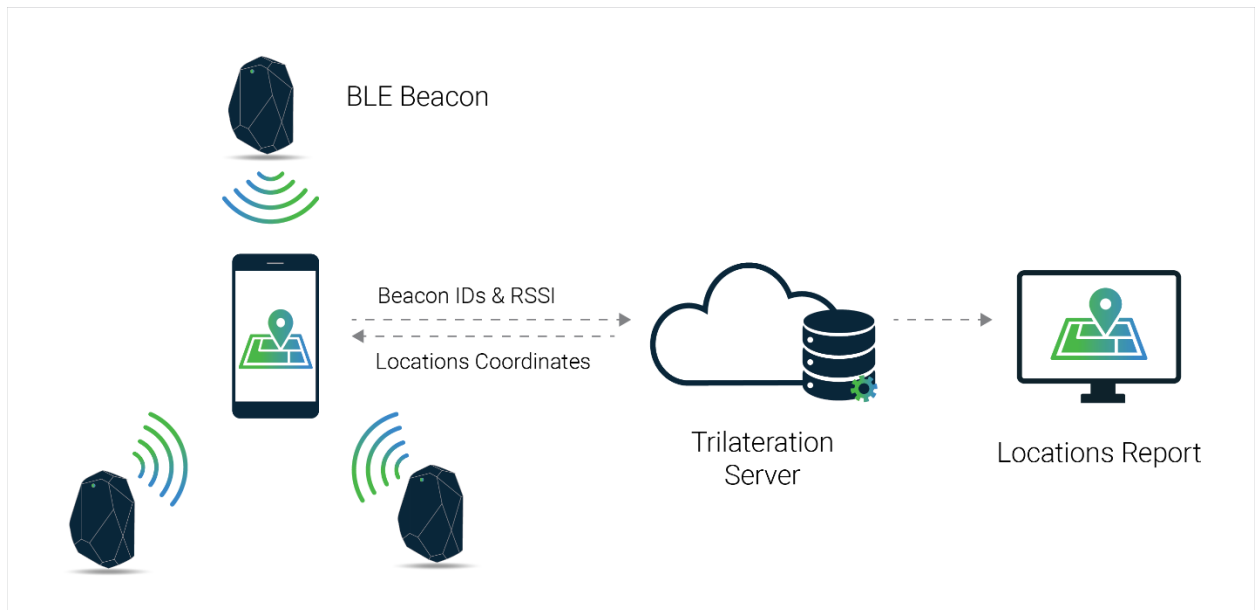 BLE Beacon
Beacon IDs & RSSI
Locations Coordinates
Trilateration
Server
Locations Report